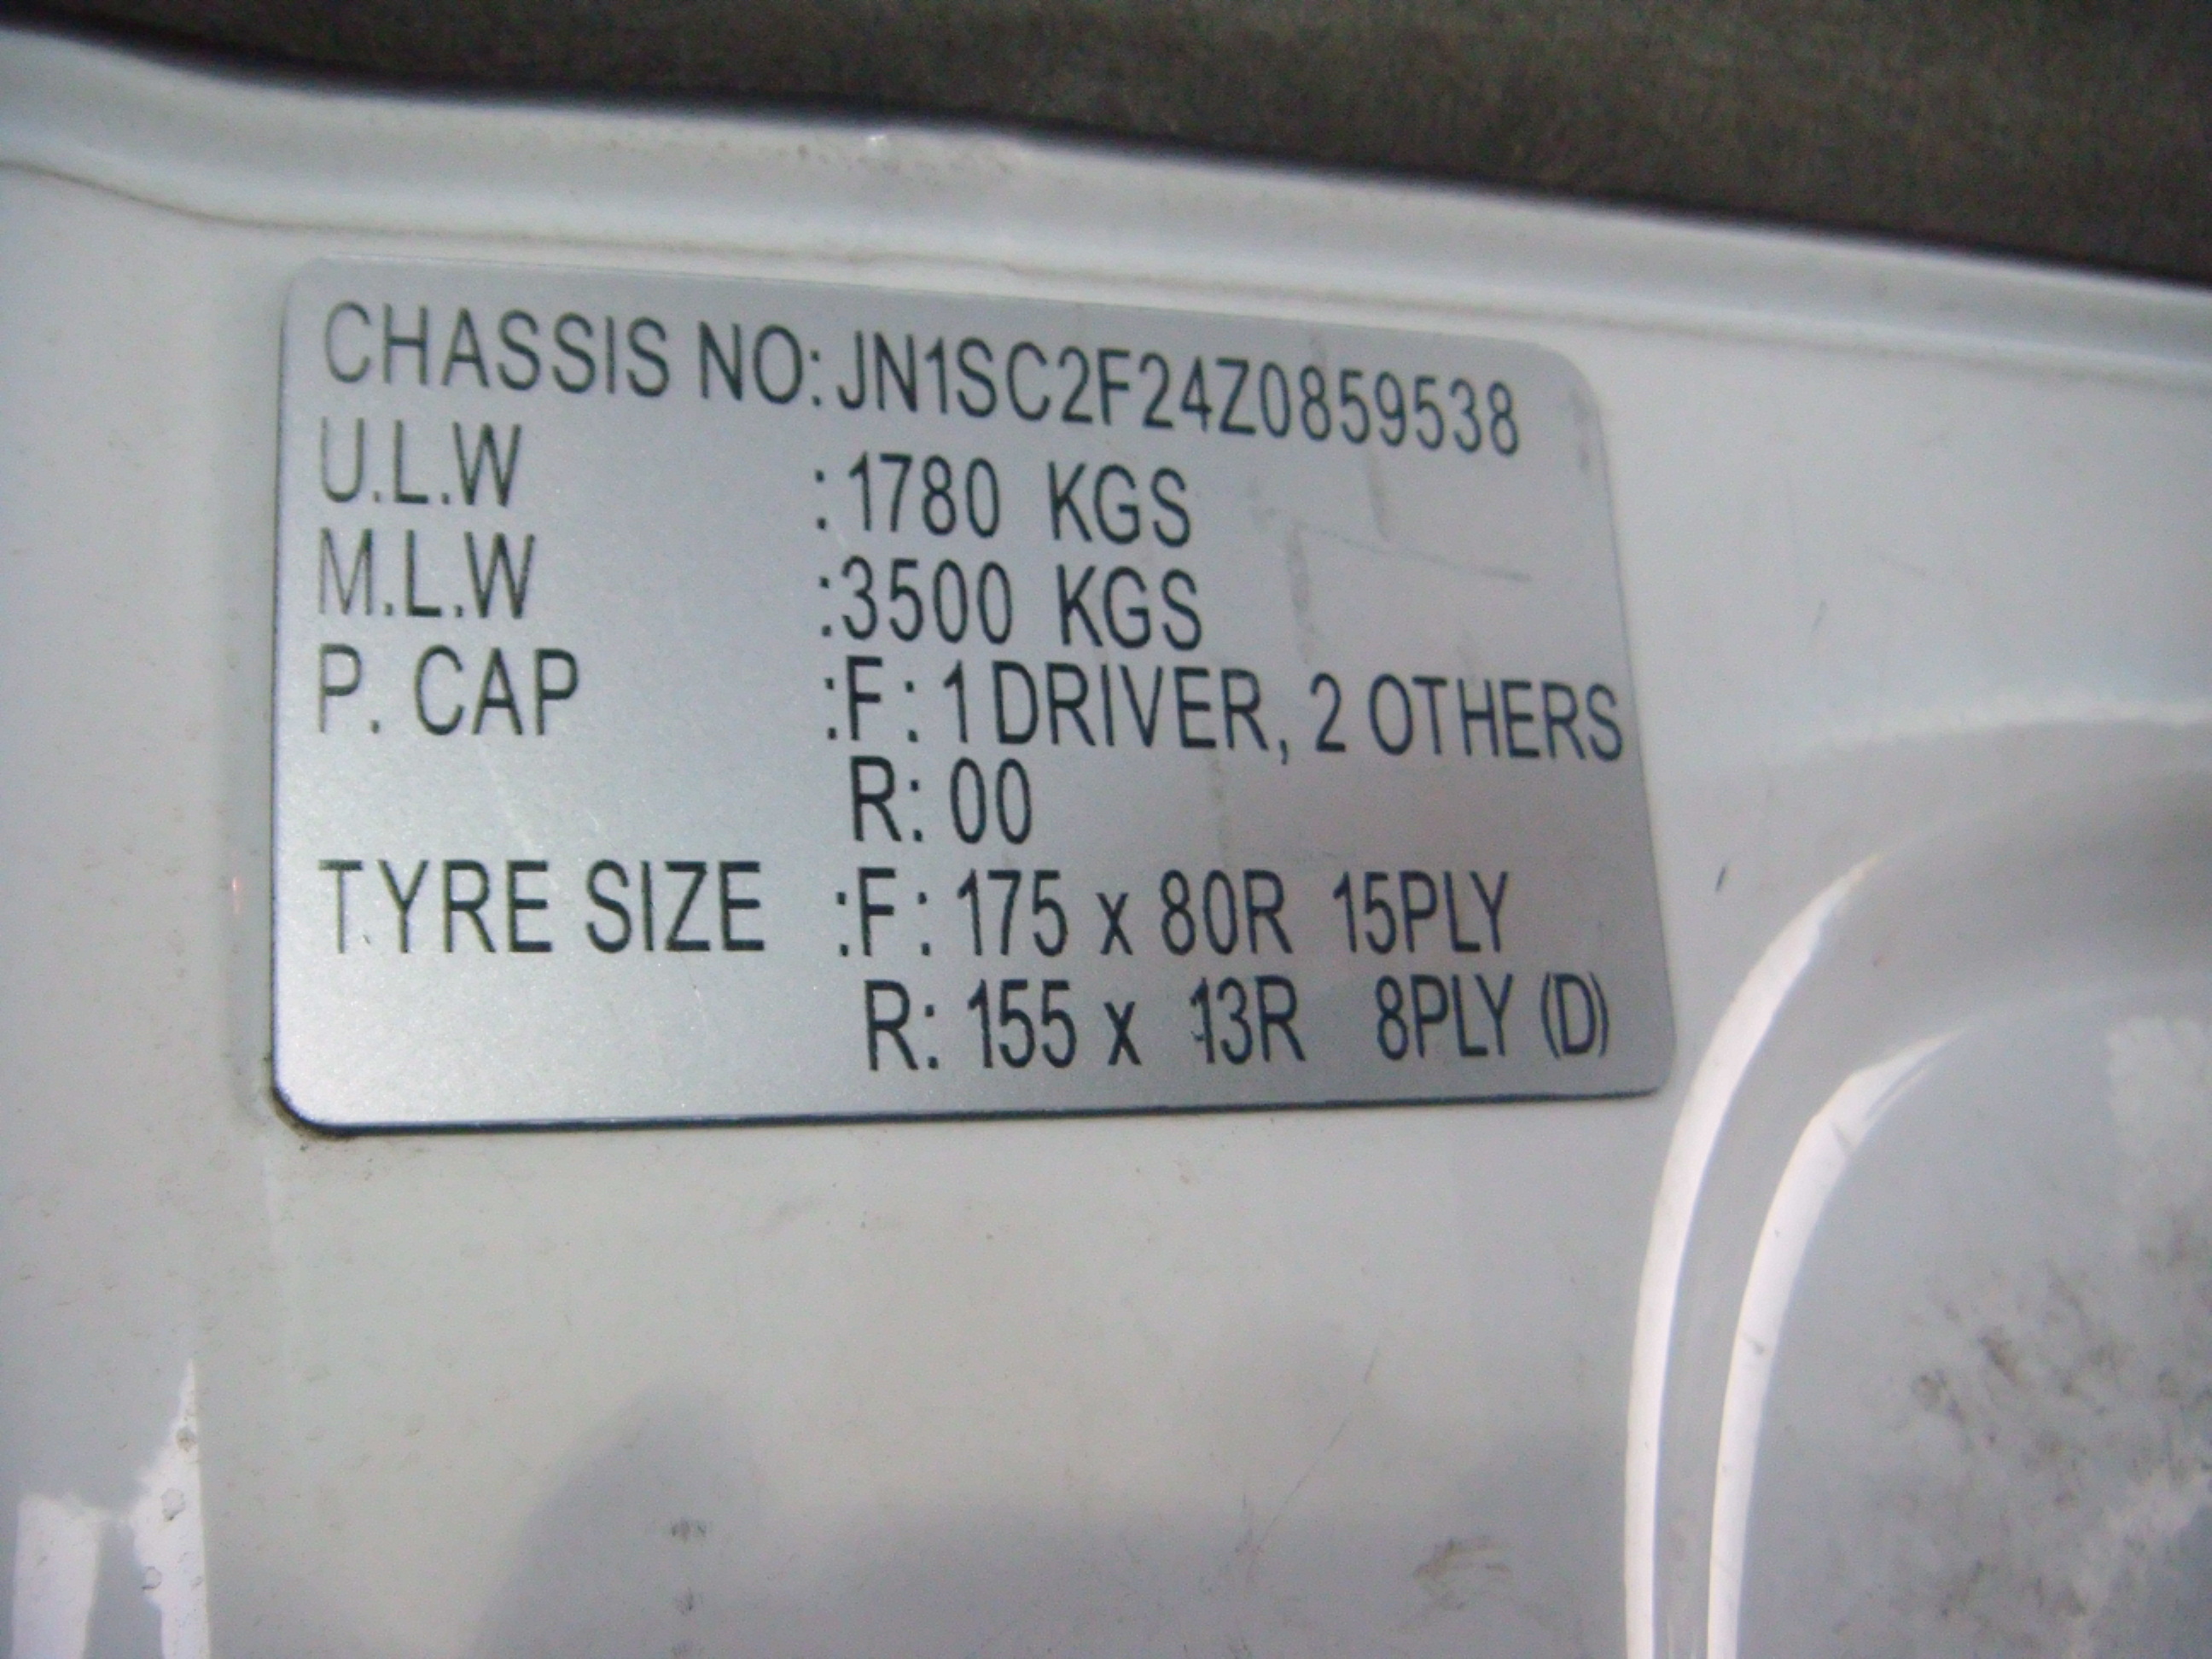 CHASSIS NO: JN1SC2F24Z0859538
U.L.W : 1780 KGS
M.L.W :3500 KGS
P. CAP :F: 1 DRIVER, 2 OTHERS
R: 00
TYRE SIZE :F: 175 x 80R 15PLY
R: 155 x 13R 8PLY (D)